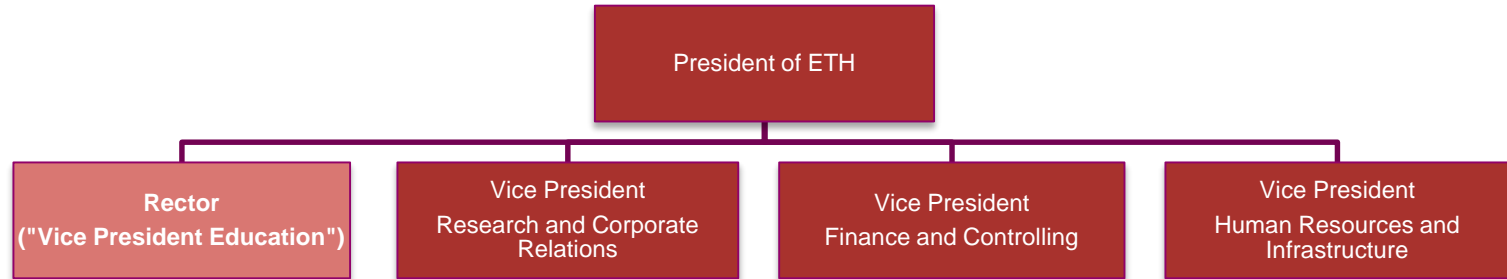 President of ETH
Rector
("Vice President Education")
Vice President
Research and Corporate
Relations
Vice President
Finance and Controlling
Vice President
Human Resources and
Infrastructure